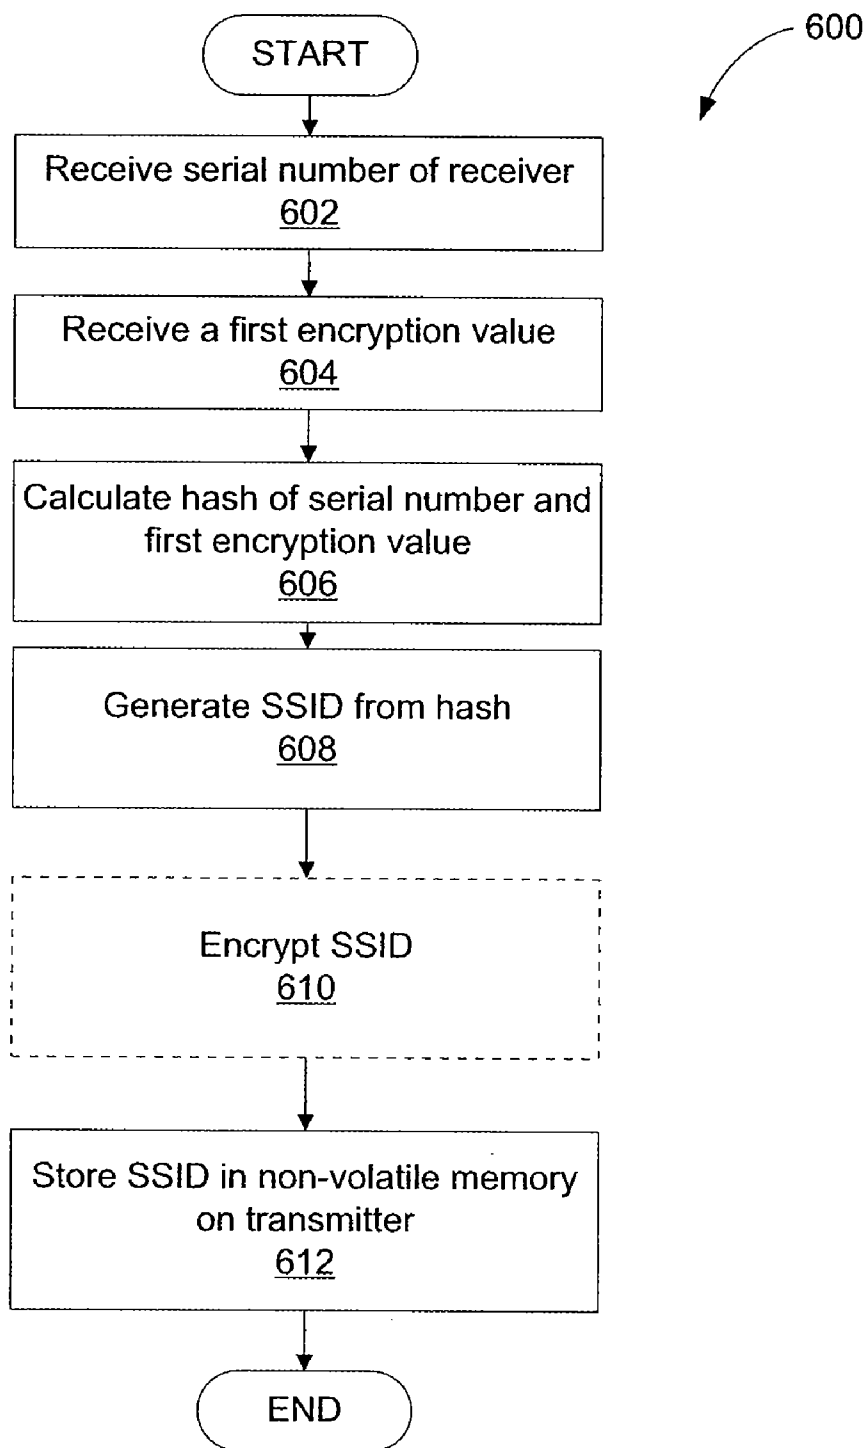 600
START
Receive serial number of receiver
602
Receive a first encryption value
604
Calculate hash of serial number and
first encryption value
606
Generate SSID from hash
608
Encrypt SSID
610
Store SSID in non-volatile memory
on transmitter
612
END